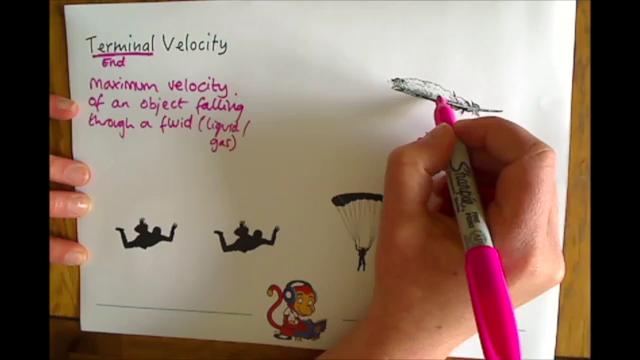 Terminal Velocity
End
Maximum velocity.
of an object falling
through a fluid (liquid/
gas)
Sharpie